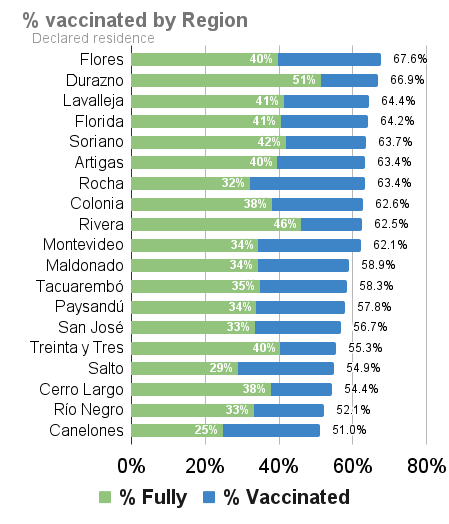 % vaccinated by Region
Declared residence
Flores 40% 67.6%
Durazno 51% 66.9%
Lavalleja 41% 64.4%
Florida 41% 64.2%
Soriano 42% 63.7%
Artigas 40% 63.4%
Rocha 32% 63.4%
Colonia 38% 62.6%
Rivera 46% 62.5%
Montevideo 34% 62.1%
Maldonado 34% 58.9%
Tacuarembó 35% 58.3%
Paysandú 34% 57.8%
San José 33% 56.7%
Treinta y Tres 40% 55.3%
Salto 29% 54.9%
Cerro Largo 38% 54.4%
Río Negro 33% 52.1%
Canelones 25% 51.0%
0% 20% 40% 60% 80%
% Fully % Vaccinated